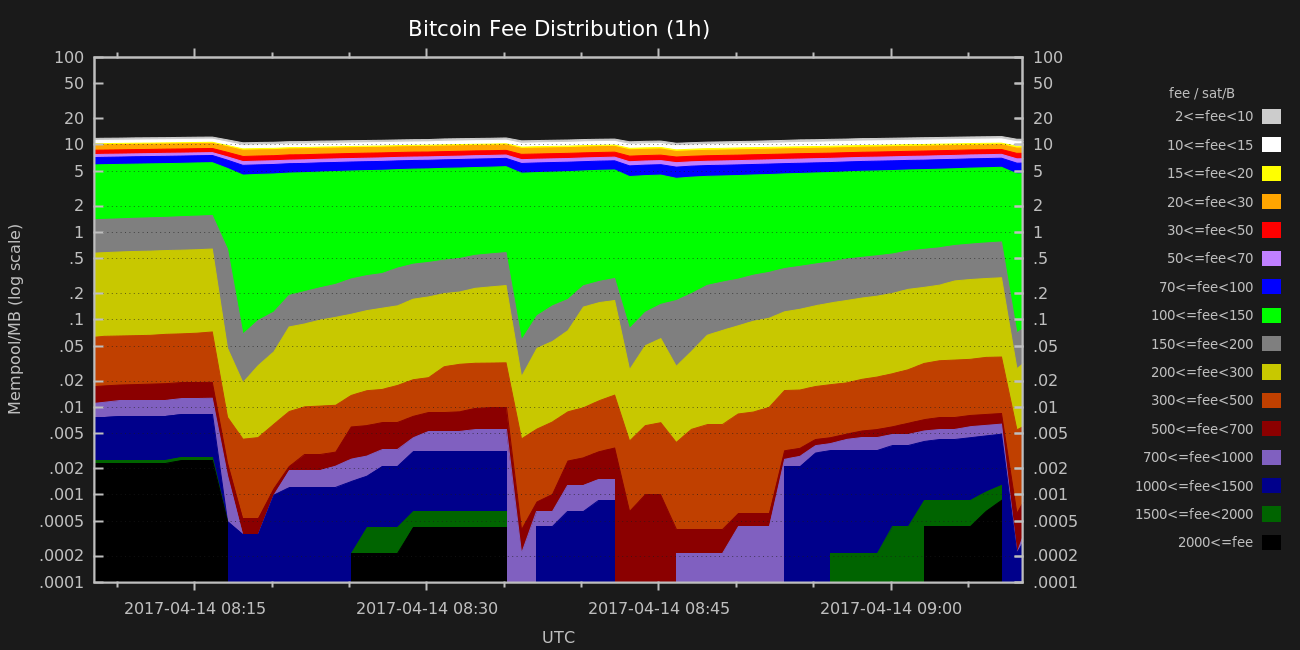 Bitcoin Fee Distribution (1h)
Mempool/MB (log scale)
100
50
20
10
5
2
1
.5
.2
.1
.05
.02
.01
.005
.002
.001
.0005
.0002
.0001
100
50
20
10
5
2
1
.5
.2
.1
.05
.02
.01
.005
.002
.001
.0005
.0002
.0001
2017-04-14 08:15 2017-04-14 08:30 2017-04-14 08:45 2017-04-14 09:00
UTC
fee / sat/B
2<=fee<10
10<=fee<15
15<=fee<20
20<=fee<30
30<=fee<50
50<=fee<70
70<=fee<100
100<=fee<150
150<=fee<200
200<=fee<300
300<=fee<500
500<=fee<700
700<=fee<1000
1000<=fee<1500
1500<=fee<2000
2000<=fee